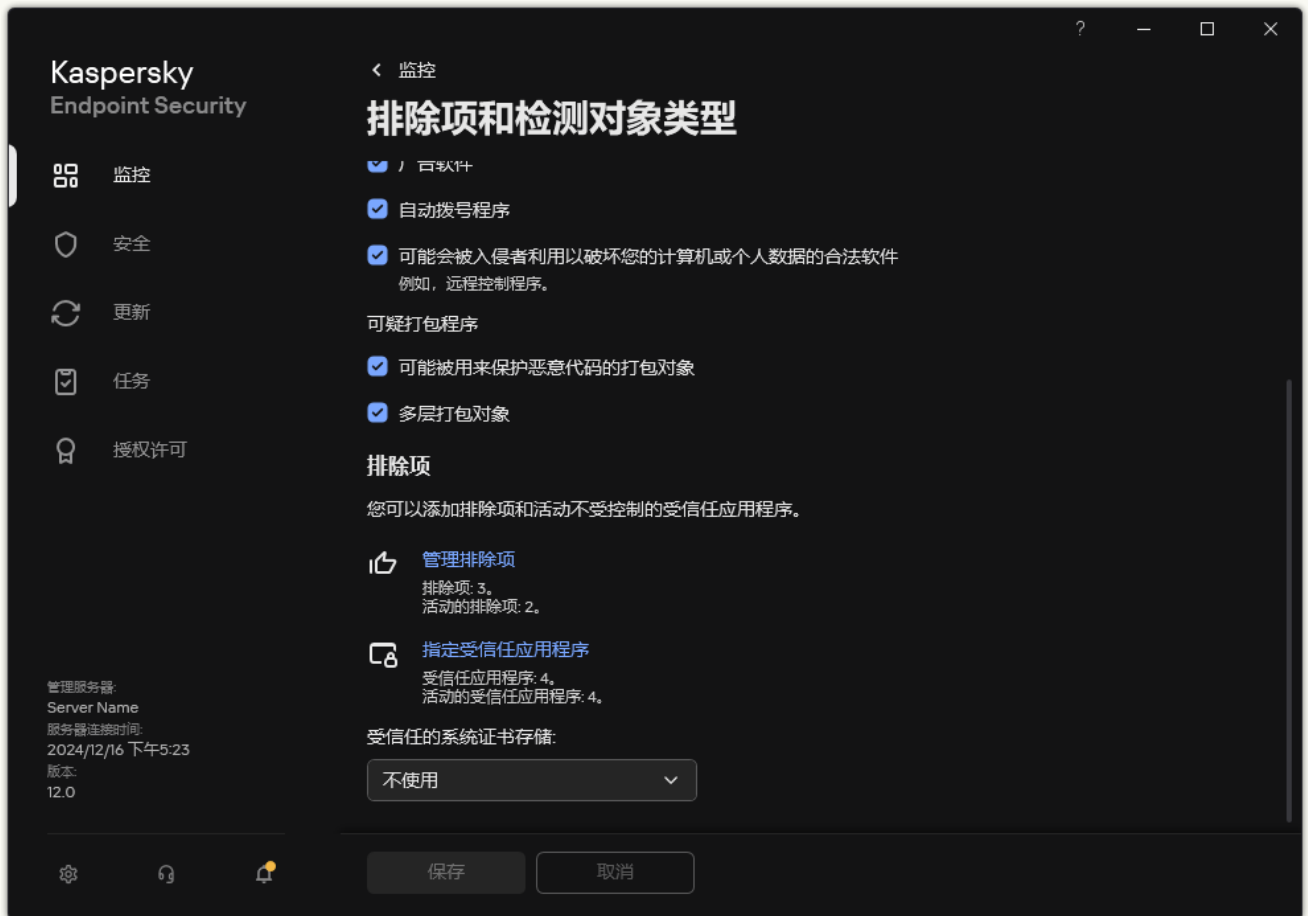 ?
Kaspersky
Endpoint Security
监控
安全
更新
任务
授权许可
管理服务器:
Server Name
服务器连接时间:
2024/12/16 下午5:23
版本:
12.0
监控
排除项和检测对象类型
广告软件
自动拨号程序
可能会被入侵者利用以破坏您的计算机或个人数据的合法软件
例如，远程控制程序。
可疑打包程序
可能被用来保护恶意代码的打包对象
多层打包对象
排除项
您可以添加排除项和活动不受控制的受信任应用程序。
管理排除项
排除项: 3。
活动的排除项: 2。
指定受信任应用程序
受信任应用程序: 4。
活动的受信任应用程序: 4。
受信任的系统证书存储:
不使用
保存
取消